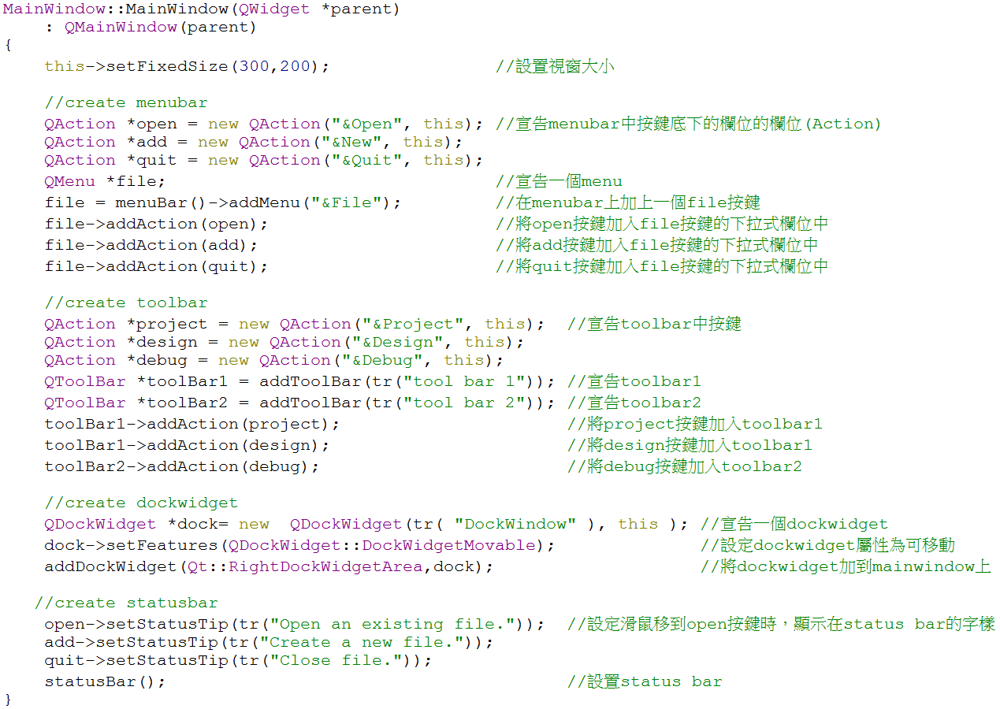 MainWindow::MainWindow(QWidget *parent)
    : QMainWindow(parent)
{
    this->setFixedSize(300,200);                //設置視窗大小
    //create menubar
    QAction *open = new QAction("&Open", this); //宣告menubar中按鍵底下的欄位的欄位(Action)
    QAction *add = new QAction("&New", this);
    QAction *quit = new QAction("&Quit", this);
    QMenu *file;                                //宣告一個menu
    file = menuBar()->addMenu("&File");         //在menubar上加上一個file按鍵
    file->addAction(open);                      //將open按鍵加入file按鍵的下拉式欄位中
    file->addAction(add);                       //將add按鍵加入file按鍵的下拉式欄位中
    file->addAction(quit);                      //將quit按鍵加入file按鍵的下拉式欄位中
    //create toolbar
    QAction *project = new QAction("&Project", this);  //宣告toolbar中按鍵
    QAction *design = new QAction("&Design", this);
    QAction *debug = new QAction("&Debug", this);
    QToolBar *toolBar1 = addToolBar(tr("tool bar 1")); //宣告toolbar1
    QToolBar *toolBar2 = addToolBar(tr("tool bar 2")); //宣告toolbar2
    toolBar1->addAction(project);                      //將project按鍵加入toolbar1
    toolBar1->addAction(design);                       //將design按鍵加入toolbar1
    toolBar2->addAction(debug);                        //將debug按鍵加入toolbar2
    //create dockwidget
    QDockWidget *dock= new  QDockWidget(tr( "DockWindow" ), this ); //宣告一個dockwidget
    dock->setFeatures(QDockWidget::DockWidgetMovable);              //設定dockwidget屬性為可移動
    addDockWidget(Qt::RightDockWidgetArea,dock);                    //將dockwidget加到mainwindow上
   //create statusbar
    open->setStatusTip(tr("Open an existing file."));  //設定滑鼠移到open按鍵時，顯示在status bar的字樣
    add->setStatusTip(tr("Create a new file."));
    quit->setStatusTip(tr("Close file."));
    statusBar();                                       //設置status bar
}